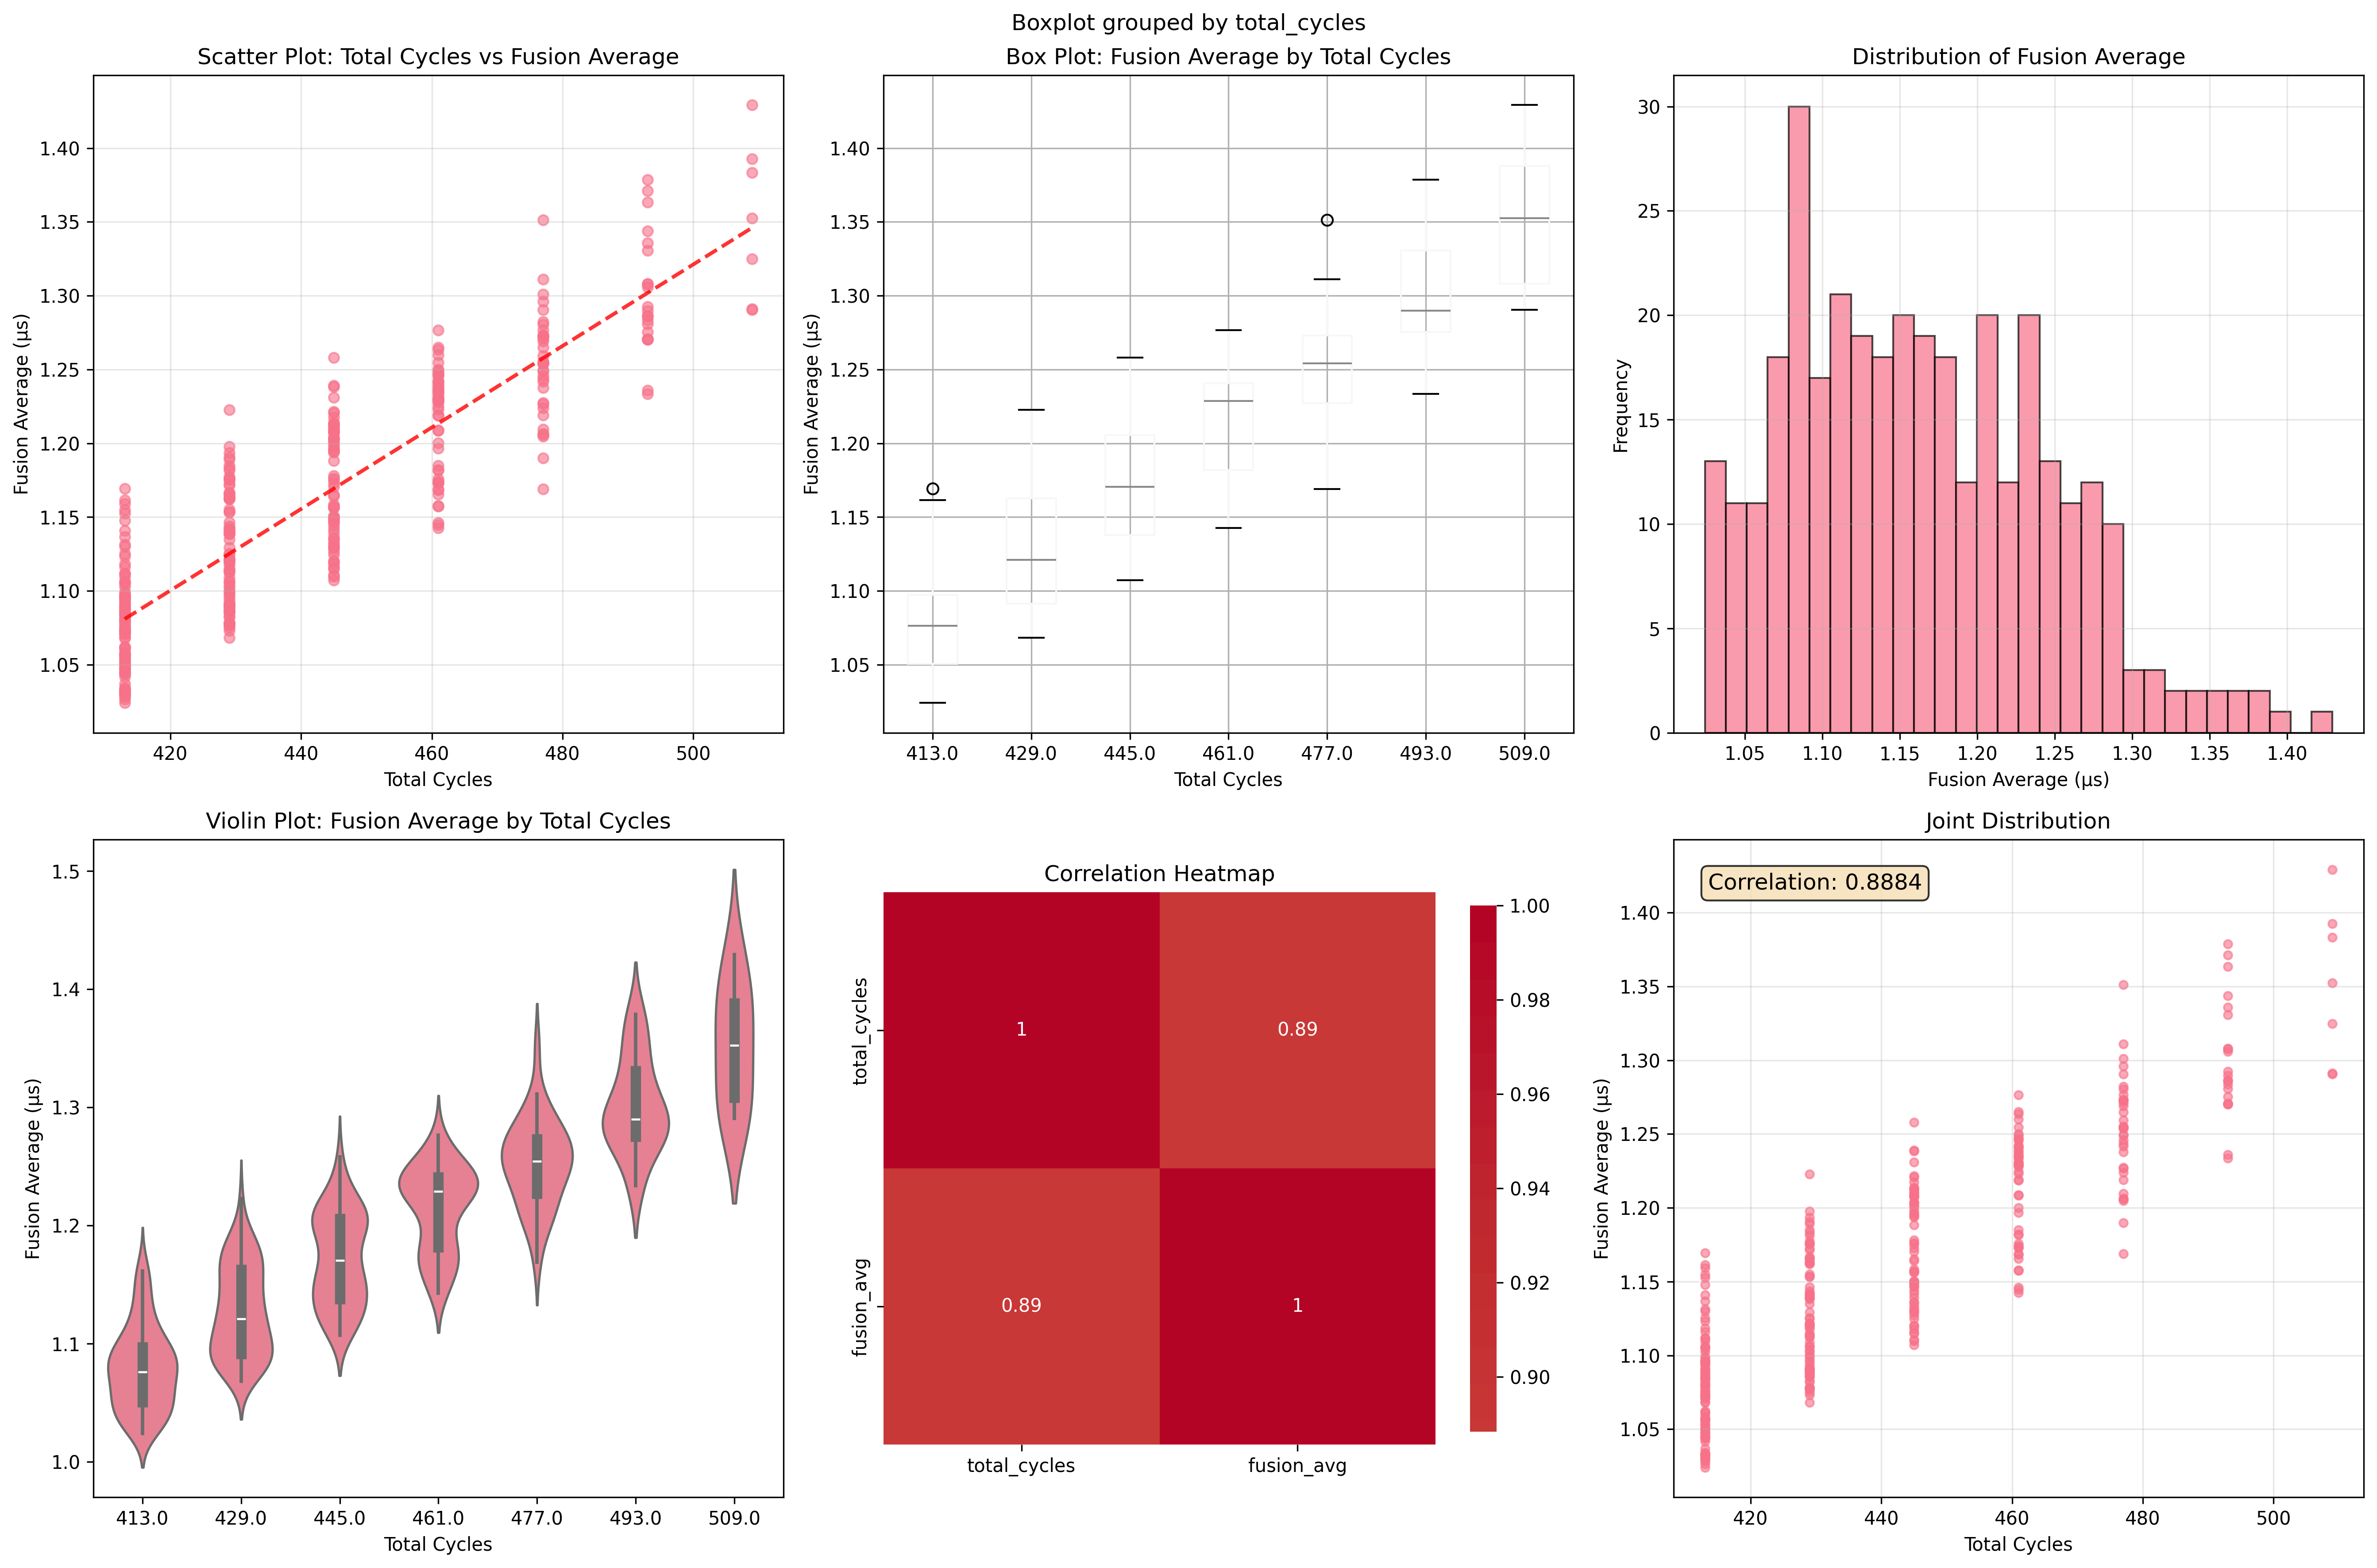 Boxplot grouped by total_cycles
Scatter Plot: Total Cycles vs Fusion Average
Fusion Average (µs)
1.40
1.35
1.30
1.25
1.20
1.15
1.10
1.05
420 440 460 480 500
Total Cycles
Box Plot: Fusion Average by Total Cycles
Fusion Average (µs)
1.40
1.35
1.30
1.25
1.20
1.15
1.10
1.05
413.0 429.0 445.0 461.0 477.0 493.0 509.0
Total Cycles
Distribution of Fusion Average
Frequency
30
25
20
15
10
5
0
1.05 1.10 1.15 1.20 1.25 1.30 1.35 1.40
Fusion Average (µs)
Violin Plot: Fusion Average by Total Cycles
Fusion Average (µs)
1.5
1.4
1.3
1.2
1.1
1.0
413.0 429.0 445.0 461.0 477.0 493.0 509.0
Total Cycles
Correlation Heatmap
total_cycles
fusion_avg
1 0.89
0.89 1
total_cycles fusion_avg
1.00
0.98
0.96
0.94
0.92
0.90
Joint Distribution
Correlation: 0.8884
Fusion Average (µs)
1.40
1.35
1.30
1.25
1.20
1.15
1.10
1.05
420 440 460 480 500
Total Cycles